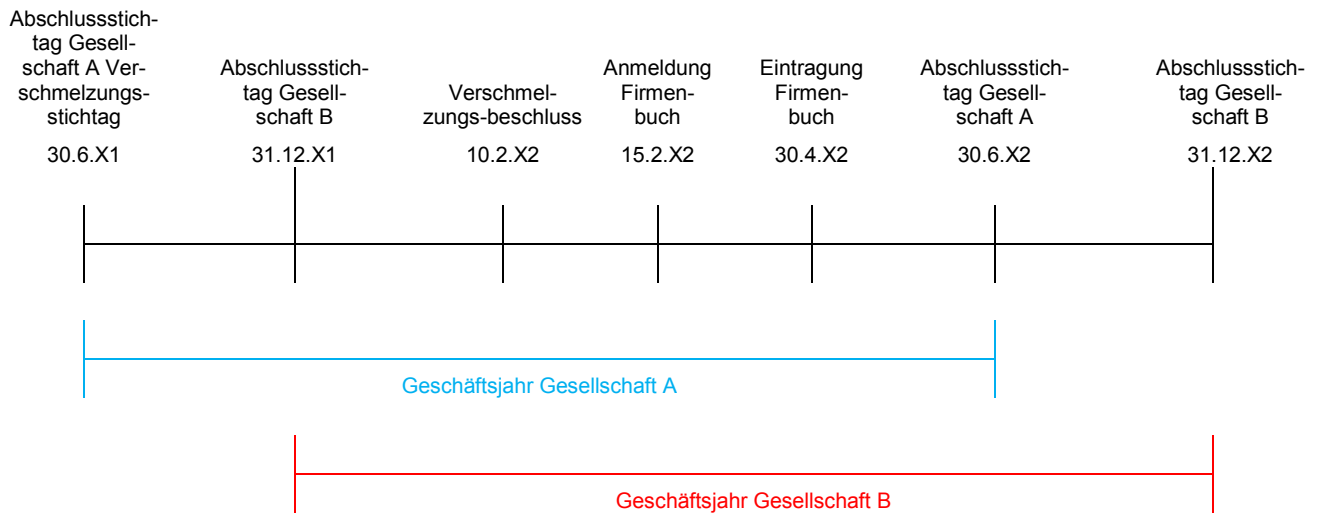 Abschlussstich-
tag Gesell-
schaft A Ver-
schmelzungs-
stichtag
30.6.X1
Abschlussstich-
tag Gesell-
schaft B
31.12.X1
Verschmel-
zungs-beschluss
10.2.X2
Anmeldung
Firmen-
buch
15.2.X2
Eintragung
Firmen-
buch
30.4.X2
Abschlussstich-
tag Gesell-
schaft A
30.6.X2
Abschlussstich-
tag Gesell-
schaft B
31.12.X2
Geschäftsjahr Gesellschaft A
Geschäftsjahr Gesellschaft B